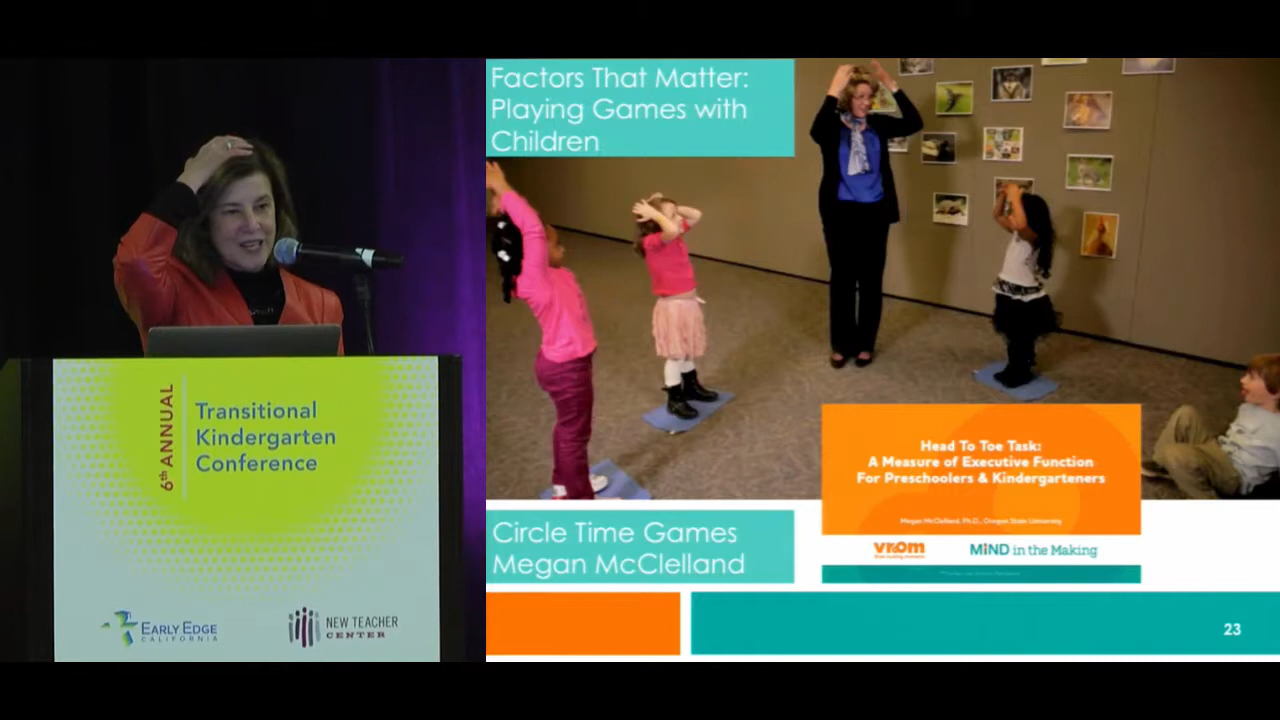 6th ANNUAL
Transitional
Kindergarten
Conference
EARLY EDGE
CALIFORNIA
NEW TEACHER
CENTER
Factors That Matter:
Playing Games with
Children
Head To Toe Task:
A Measure of Executive Function
For Preschoolers & Kindergarteners
Megan McClelland, Ph.D., Oregon State University
vroom
MIND in the Making
Circle Time Games
Megan McClelland
23